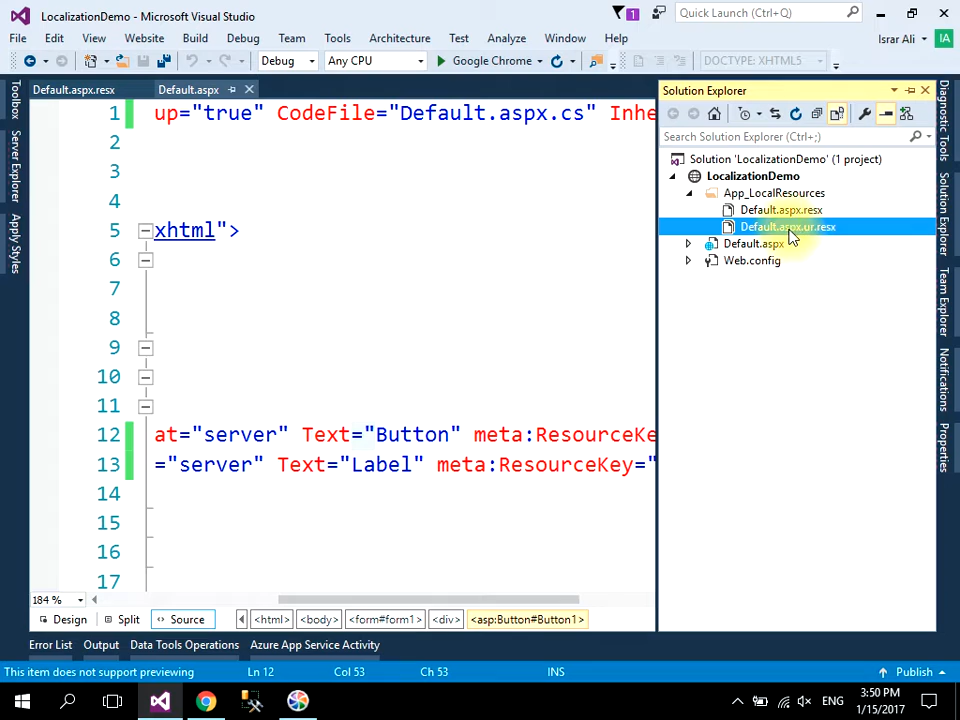 LocalizationDemo - Microsoft Visual Studio
1
Quick Launch (Ctrl+Q)
File Edit View Website Build Debug Team Tools Architecture Test Analyze Window Help
Israr Ali
IA
Debug
Any CPU
Google Chrome
DOCTYPE: XHTML5
Toolbox
Server Explorer
Apply Styles
Default.aspx.resx
Default.aspx
1 up="true" CodeFile="Default.aspx.cs" Inhe
2
3
4
5 xhtml">
6
7
8
9
10
11
12 at="server" Text="Button" meta:ResourceKe
13 ="server" Text="Label" meta:ResourceKey="
14
15
16
17
184 %
Design
Split
Source
<html>
<body>
<form#form1>
<div>
<asp:Button#Button1>
Solution Explorer
Search Solution Explorer (Ctrl+;)
Solution 'LocalizationDemo' (1 project)
LocalizationDemo
App_LocalResources
Default.aspx.resx
Default.aspx.ur.resx
Default.aspx
Web.config
Diagnostic Tools
Solution Explorer
Team Explorer
Notifications
Properties
Error List
Output
Data Tools Operations
Azure App Service Activity
This item does not support previewing
Ln 12
Col 53
Ch 53
INS
Publish
ENG
3:50 PM
1/15/2017